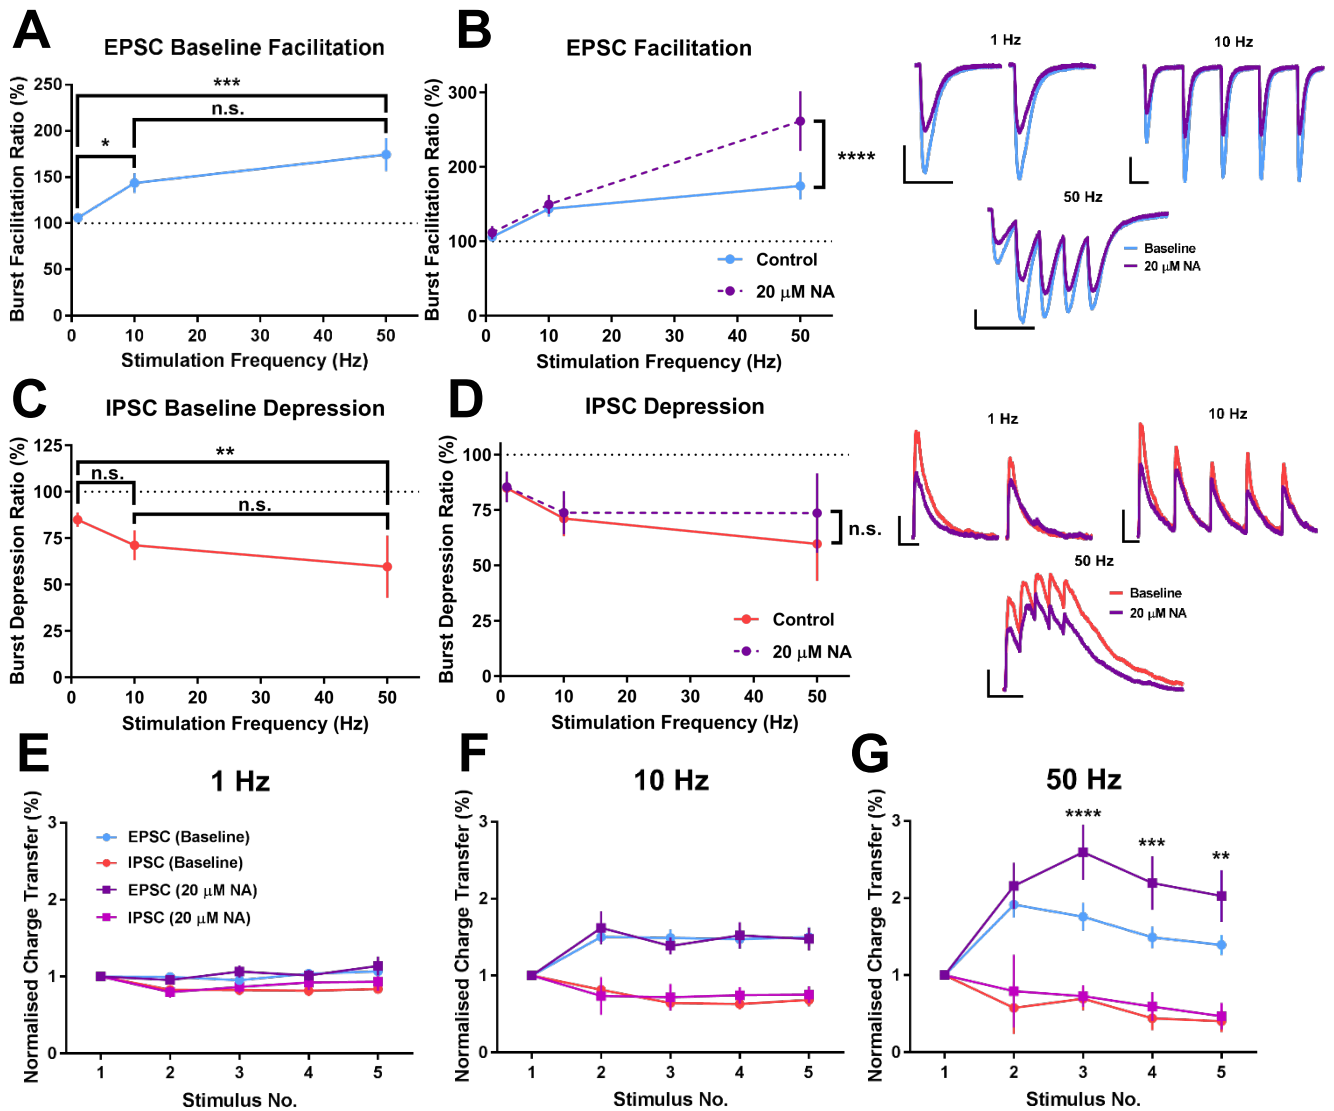 A
EPSC Baseline Facilitation
Burst Facilitation Ratio (%)
250
200
150
100
50
0
***
n.s.
*
0 10 20 30 40 50
Stimulation Frequency (Hz)
B
EPSC Facilitation
Burst Facilitation Ratio (%)
300
200
100
0
****
Control
20 μM NA
0 10 20 30 40 50
Stimulation Frequency (Hz)
1 Hz
10 Hz
50 Hz
Baseline
20 μM NA
C
IPSC Baseline Depression
Burst Depression Ratio (%)
125
100
75
50
25
0
**
n.s.
n.s.
0 10 20 30 40 50
Stimulation Frequency (Hz)
D
IPSC Depression
Burst Depression Ratio (%)
100
75
50
25
0
n.s.
Control
20 μM NA
0 10 20 30 40 50
Stimulation Frequency (Hz)
1 Hz
10 Hz
50 Hz
Baseline
20 μM NA
E
1 Hz
Normalised Charge Transfer (%)
3
2
1
0
EPSC (Baseline)
IPSC (Baseline)
EPSC (20 μM NA)
IPSC (20 μM NA)
1 2 3 4 5
Stimulus No.
F
10 Hz
Normalised Charge Transfer (%)
3
2
1
0
1 2 3 4 5
Stimulus No.
G
50 Hz
Normalised Charge Transfer (%)
3
2
1
0
****
***
**
1 2 3 4 5
Stimulus No.